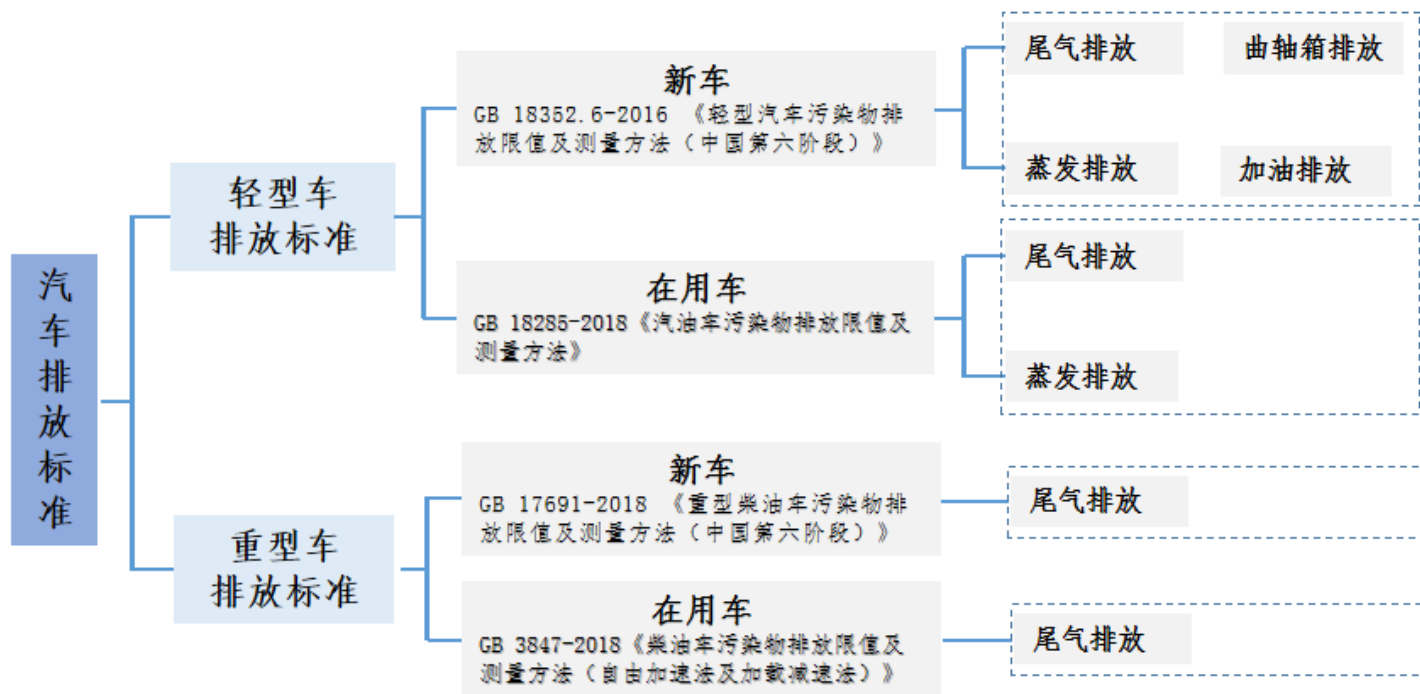 汽车排放标准
轻型车
排放标准
新车
GB 18352.6-2016 《轻型汽车污染物排
放限值及测量方法（中国第六阶段）》
尾气排放
曲轴箱排放
蒸发排放
加油排放
在用车
GB 18285-2018《汽油车污染物排放限值及
测量方法》
尾气排放
蒸发排放
重型车
排放标准
新车
GB 17691-2018 《重型柴油车污染物排
放限值及测量方法（中国第六阶段）》
尾气排放
在用车
GB 3847-2018《柴油车污染物排放限值及
测量方法（自由加速法及加载减速法）》
尾气排放